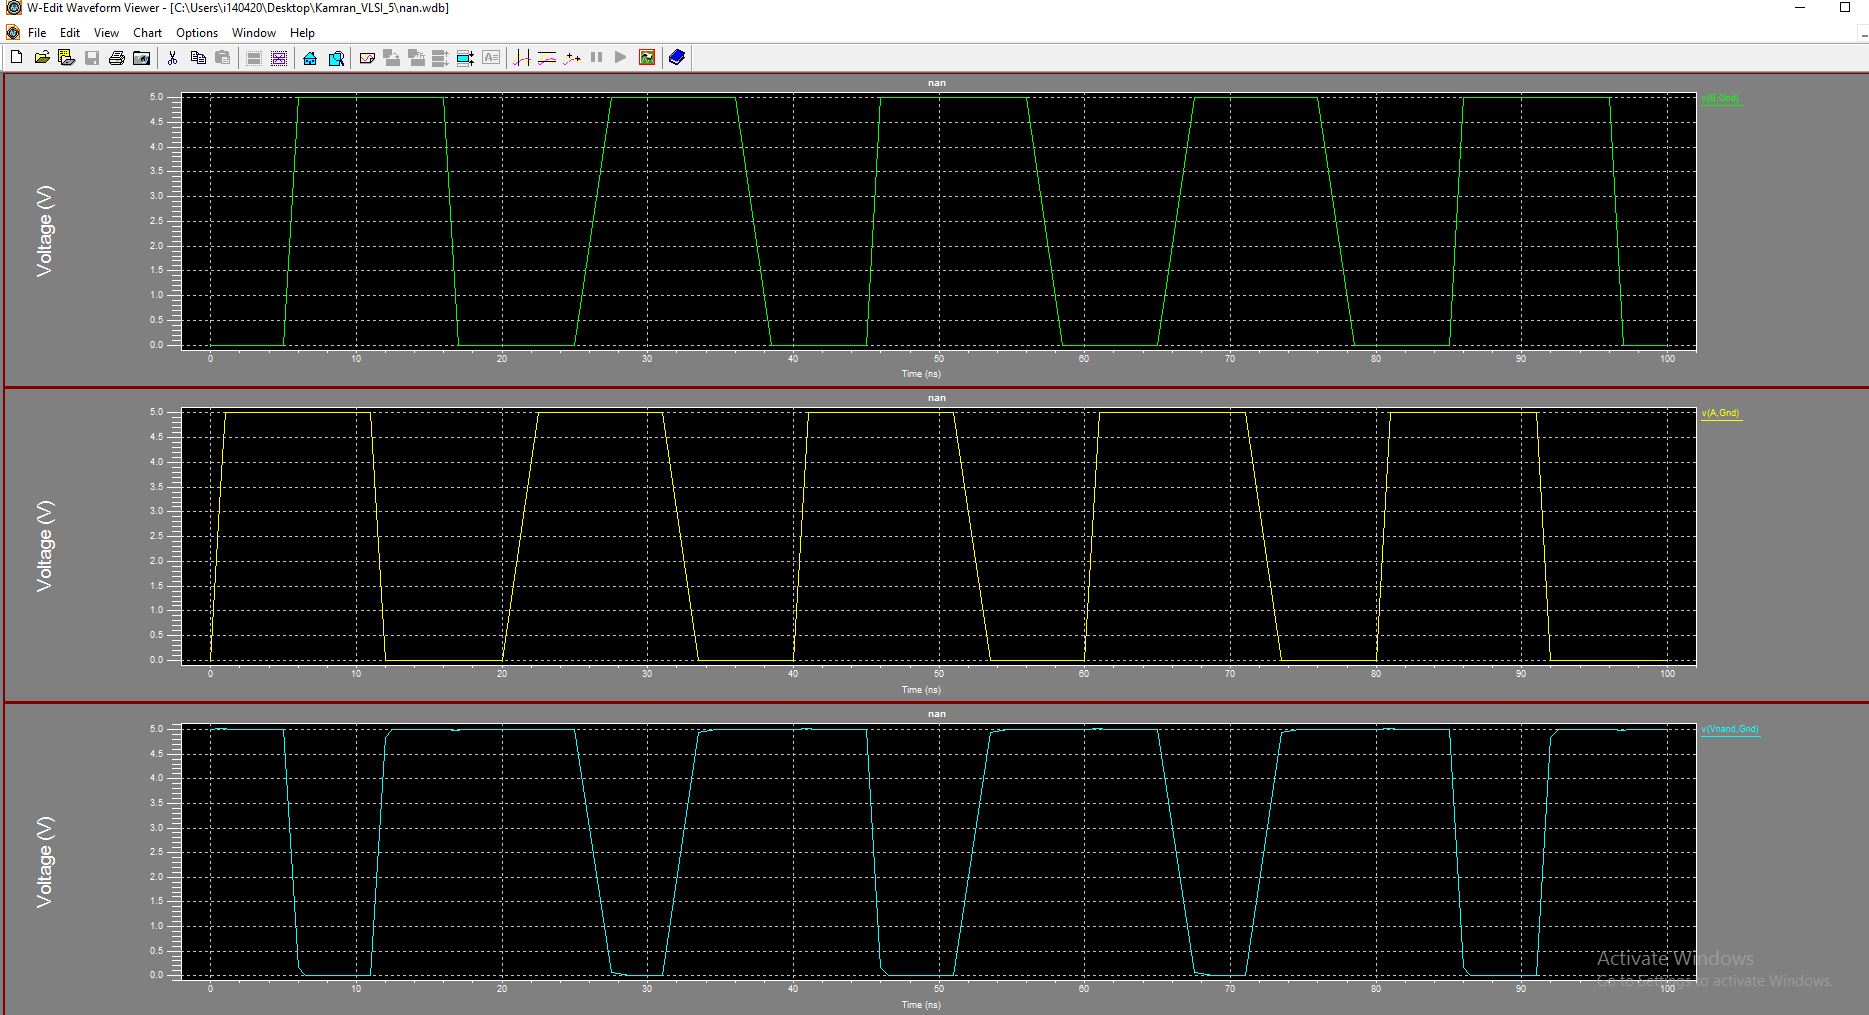 W-Edit Waveform Viewer - [C:\Users\i140420\Desktop\Kamran_VLSI_5\nan.wdb]
File Edit View Chart Options Window Help
nan
v(B,Gnd)
Voltage (V)
5.0
4.5
4.0
3.5
3.0
2.5
2.0
1.5
1.0
0.5
0.0
0 10 20 30 40 50 60 70 80 90 100
Time (ns)
nan
v(A,Gnd)
Voltage (V)
5.0
4.5
4.0
3.5
3.0
2.5
2.0
1.5
1.0
0.5
0.0
0 10 20 30 40 50 60 70 80 90 100
Time (ns)
nan
v(Vnand,Gnd)
Voltage (V)
5.0
4.5
4.0
3.5
3.0
2.5
2.0
1.5
1.0
0.5
0.0
0 10 20 30 40 50 60 70 80 90 100
Time (ns)
Activate Windows
Go to Settings to activate Windows.